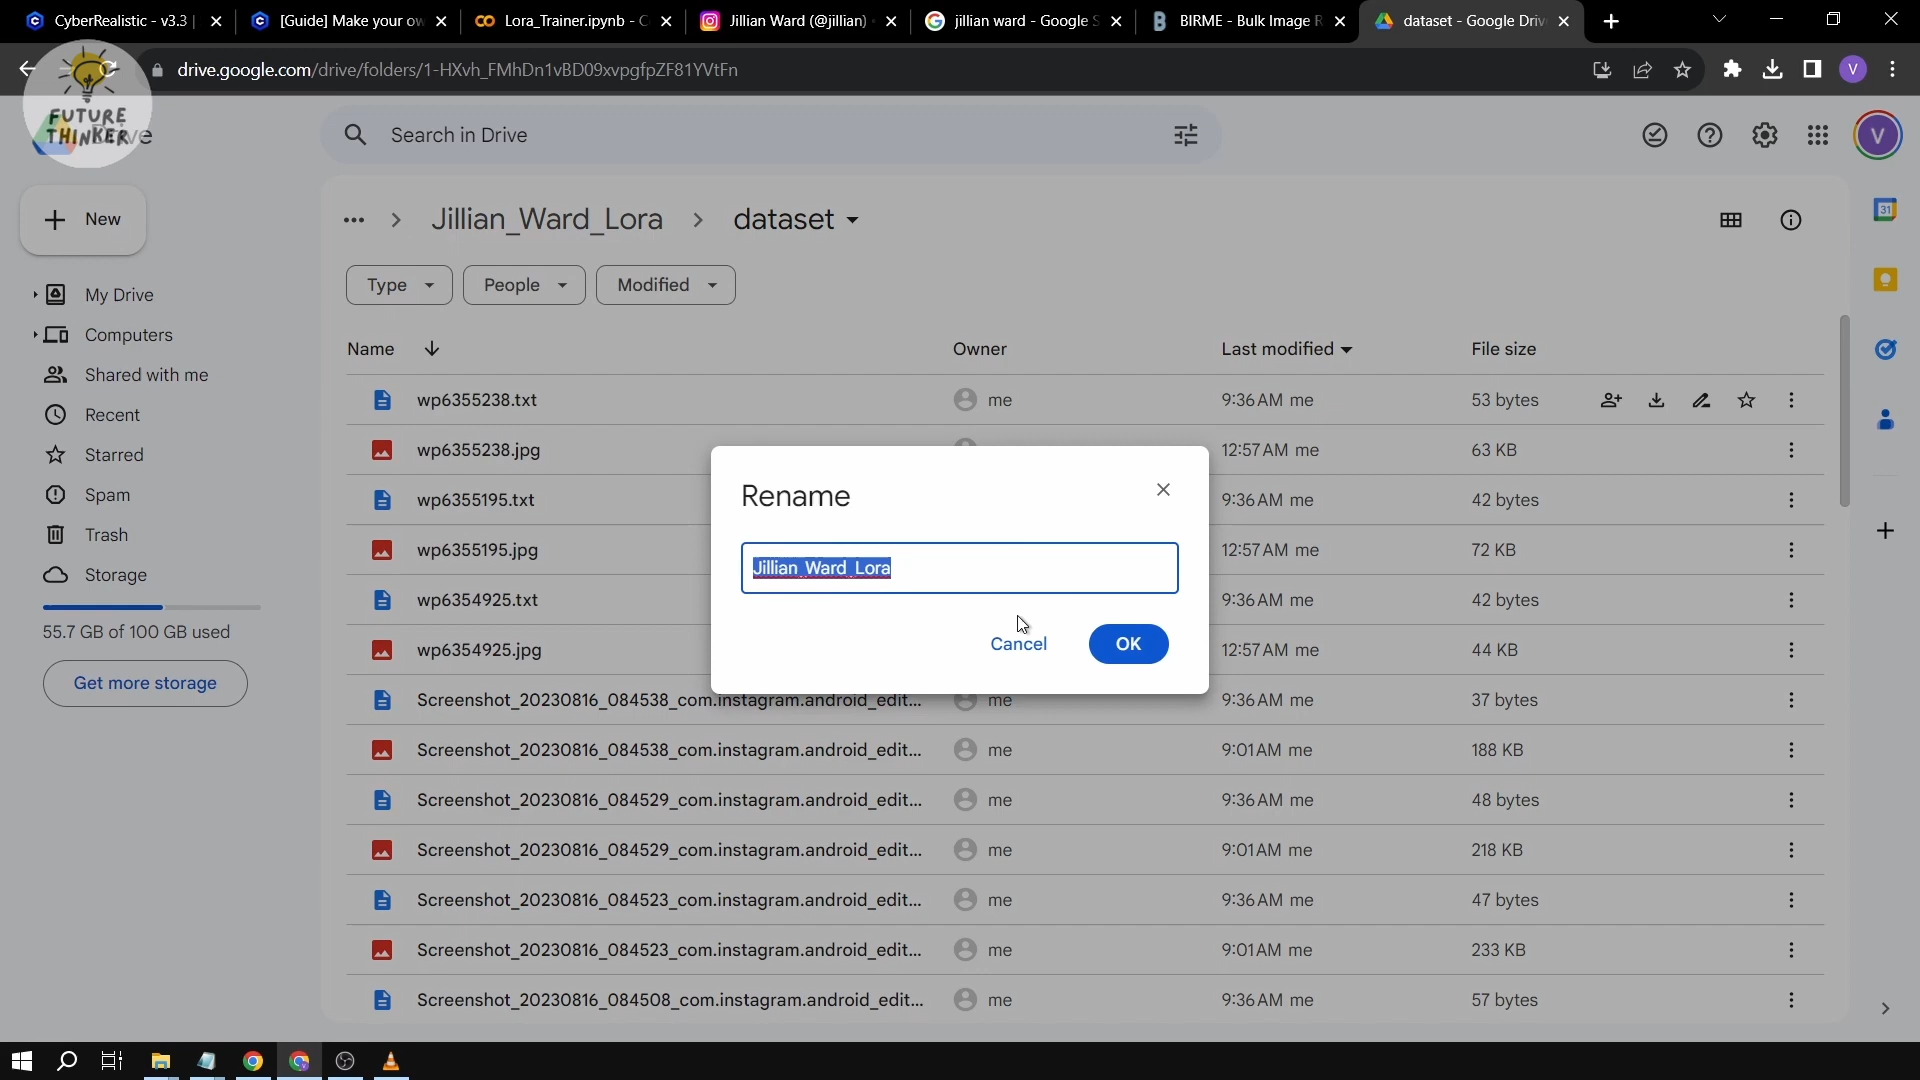 CyberRealistic - v3.3
[Guide] Make your ow
Lora_Trainer.ipynb - C
Jillian Ward (@jillian)
jillian ward - Google S
BIRME - Bulk Image R
dataset - Google Driv
drive.google.com/drive/folders/1-HXvh_FMhDn1vBD09xvpgfpZF81YVtFn
V
FUTURE
THINKER
Search in Drive
V
New
Jillian_Ward_Lora
dataset
31
Type
People
Modified
My Drive
Computers
Shared with me
Recent
Starred
Spam
Trash
Storage
55.7 GB of 100 GB used
Get more storage
Name Owner Last modified File size
wp6355238.txt me 9:36 AM me 53 bytes
wp6355238.jpg 12:57 AM me 63 KB
wp6355195.txt 9:36 AM me 42 bytes
wp6355195.jpg 12:57 AM me 72 KB
wp6354925.txt 9:36 AM me 42 bytes
wp6354925.jpg 12:57 AM me 44 KB
Screenshot_20230816_084538_com.instagram.android_edit... me 9:36 AM me 37 bytes
Screenshot_20230816_084538_com.instagram.android_edit... me 9:01 AM me 188 KB
Screenshot_20230816_084529_com.instagram.android_edit... me 9:36 AM me 48 bytes
Screenshot_20230816_084529_com.instagram.android_edit... me 9:01 AM me 218 KB
Screenshot_20230816_084523_com.instagram.android_edit... me 9:36 AM me 47 bytes
Screenshot_20230816_084523_com.instagram.android_edit... me 9:01 AM me 233 KB
Screenshot_20230816_084508_com.instagram.android_edit... me 9:36 AM me 57 bytes
Rename
Jillian_Ward_Lora
Cancel
OK